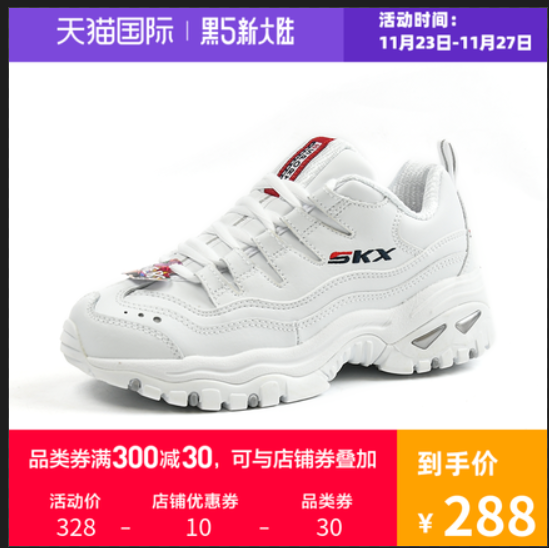 天猫国际 黑5新大陆
活动时间：
11月23日-11月27日
SKECHERS
SKX
品类券满300减30，可与店铺券叠加
活动价 店铺优惠券 品类券
328 - 10 - 30
到手价
¥ 288